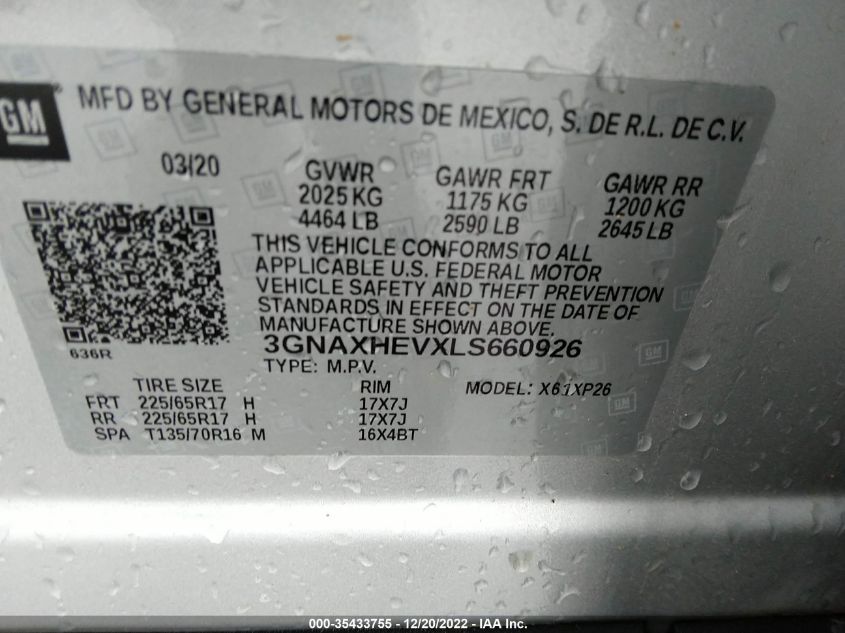 GM
MFD BY GENERAL MOTORS DE MEXICO, S. DE R.L. DE C.V.
03/20 GVWR GAWR FRT GAWR RR
2025 KG 1175 KG 1200 KG
4464 LB 2590 LB 2645 LB
THIS VEHICLE CONFORMS TO ALL
APPLICABLE U.S. FEDERAL MOTOR
VEHICLE SAFETY AND THEFT PREVENTION
STANDARDS IN EFFECT ON THE DATE OF
MANUFACTURE SHOWN ABOVE.
636R
3GNAXHEVXLS660926
TYPE: M.P.V.
TIRE SIZE RIM MODEL: X61XP26
FRT 225/65R17 H 17X7J
RR 225/65R17 H 17X7J
SPA T135/70R16 M 16X4BT
000-35433755 - 12/20/2022 - IAA Inc.